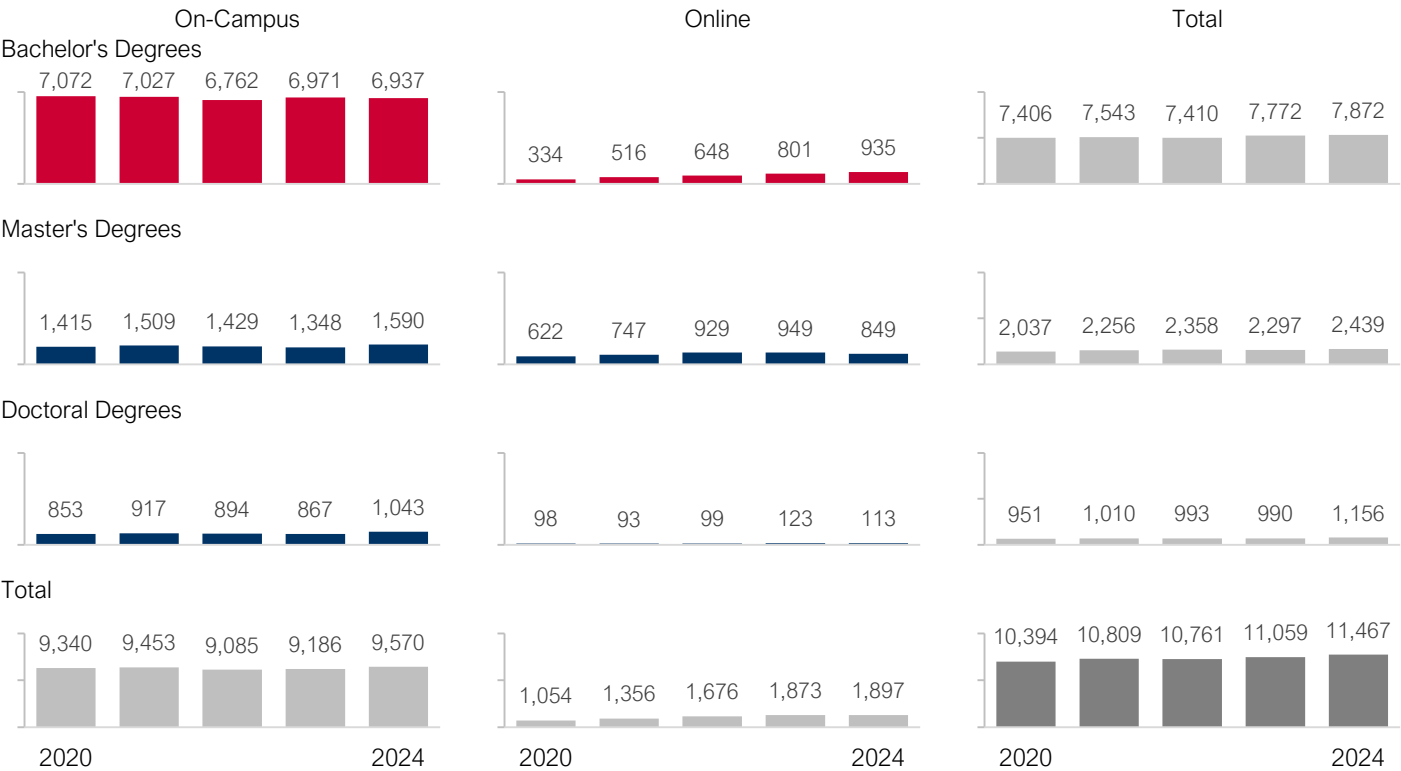 On-Campus Online Total
Bachelor's Degrees
7,072 7,027 6,762 6,971 6,937
334 516 648 801 935
7,406 7,543 7,410 7,772 7,872
Master's Degrees
1,415 1,509 1,429 1,348 1,590
622 747 929 949 849
2,037 2,256 2,358 2,297 2,439
Doctoral Degrees
853 917 894 867 1,043
98 93 99 123 113
951 1,010 993 990 1,156
Total
9,340 9,453 9,085 9,186 9,570
1,054 1,356 1,676 1,873 1,897
10,394 10,809 10,761 11,059 11,467
2020 2024 2020 2024 2020 2024